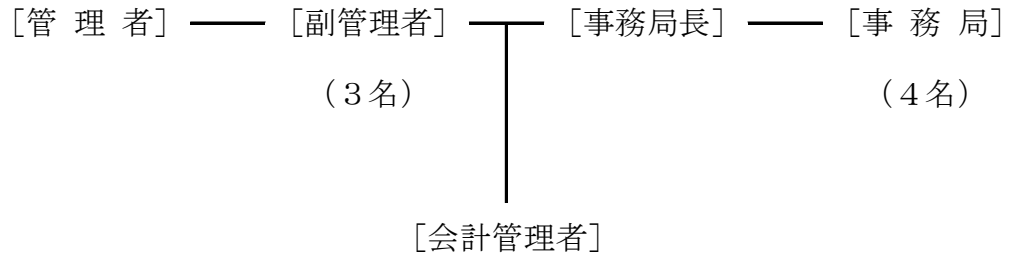 ［管 理 者］ ［副管理者］ ［事務局長］ ［事 務 局］
（３名） （４名）
［会計管理者］